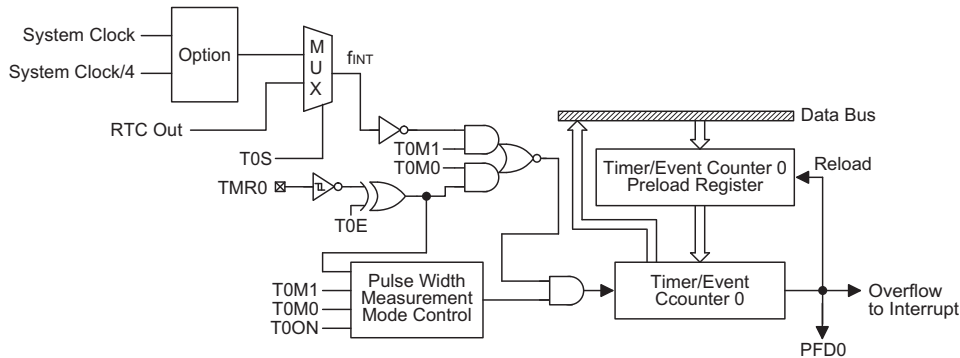 System Clock
Option
System Clock/4
M
U
X
fINT
RTC Out
T0S
T0M1
T0M0
TMR0
T0E
Data Bus
Timer/Event Counter 0
Preload Register
Reload
T0M1
T0M0
T0ON
Pulse Width
Measurement
Mode Control
Timer/Event
Ccounter 0
Overflow
to Interrupt
PFD0